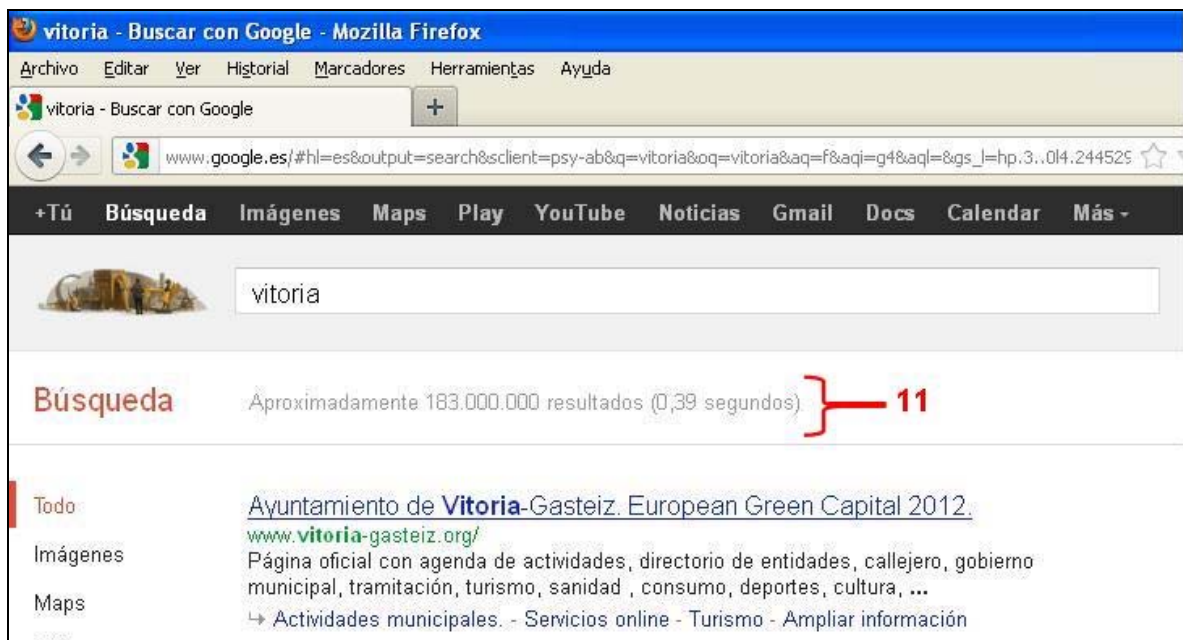 vitoria - Buscar con Google - Mozilla Firefox
Archivo Editar Ver Historial Marcadores Herramientas Ayuda
vitoria - Buscar con Google +
www.google.es/#hl=es&output=search&sclient=psy-ab&q=vitoria&oq=vitoria&aq=f&aqi=g4&aql=&gs_l=hp.3..0l4.244529
+Tú Búsqueda Imágenes Maps Play YouTube Noticias Gmail Docs Calendar Más
vitoria
Búsqueda Aproximadamente 183.000.000 resultados (0,39 segundos) 11
Todo
Ayuntamiento de Vitoria-Gasteiz. European Green Capital 2012.
www.vitoria-gasteiz.org/
Imágenes
Página oficial con agenda de actividades, directorio de entidades, callejero, gobierno
municipal, tramitación, turismo, sanidad , consumo, deportes, cultura, ...
Maps
↳ Actividades municipales. - Servicios online - Turismo - Ampliar información